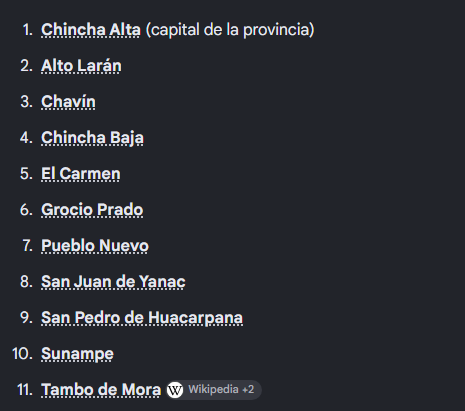 1. Chincha Alta (capital de la provincia)
2. Alto Larán
3. Chavín
4. Chincha Baja
5. El Carmen
6. Grocio Prado
7. Pueblo Nuevo
8. San Juan de Yanac
9. San Pedro de Huacarpana
10. Sunampe
11. Tambo de Mora W Wikipedia +2